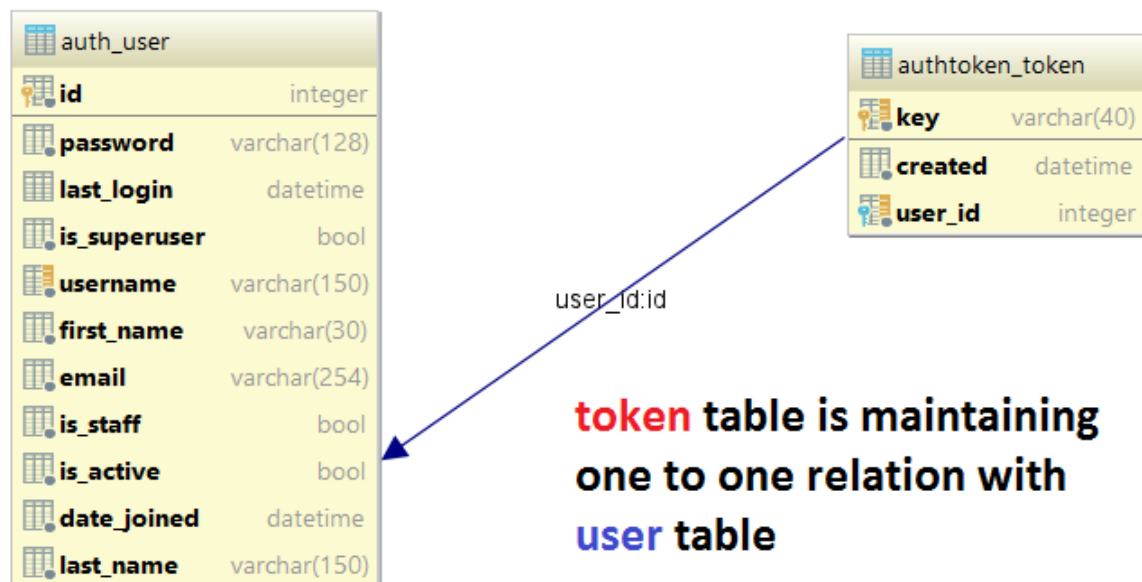 auth_user
id integer
password varchar(128)
last_login datetime
is_superuser bool
username varchar(150)
first_name varchar(30)
email varchar(254)
is_staff bool
is_active bool
date_joined datetime
last_name varchar(150)
authtoken_token
key varchar(40)
created datetime
user_id integer
user_id:id
token table is maintaining
one to one relation with
user table